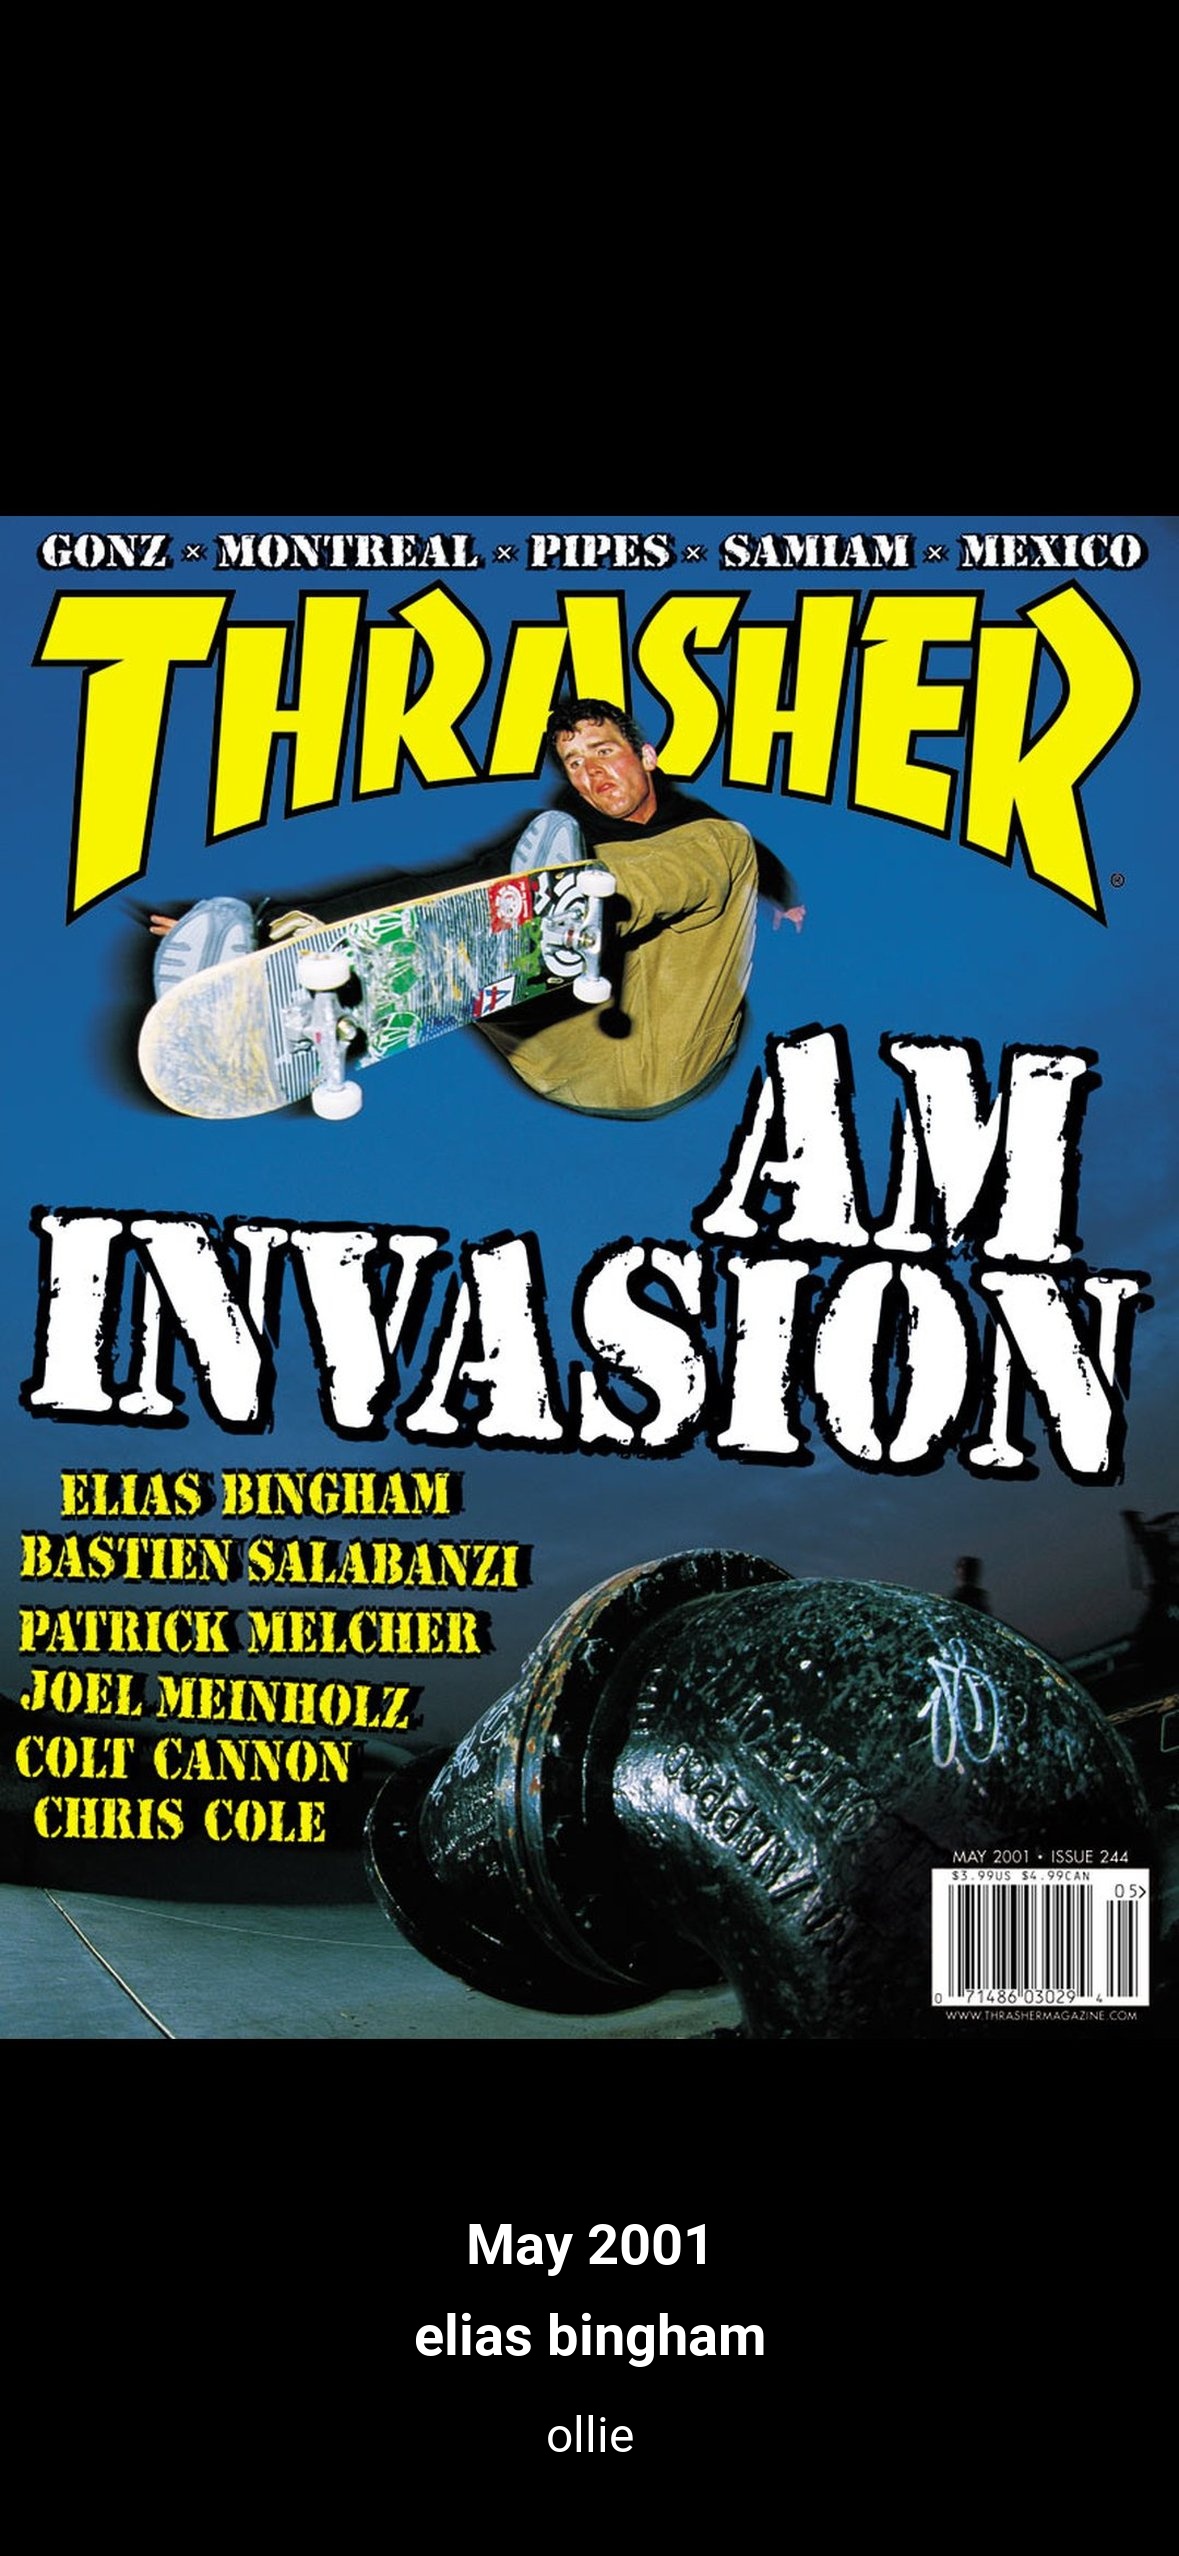 GONZ × MONTREAL × PIPES × SAMIAM × MEXICO
THRASHER
®
AM
INVASION
ELIAS BINGHAM
BASTIEN SALABANZI
PATRICK MELCHER
JOEL MEINHOLZ
COLT CANNON
CHRIS COLE
MAY 2001 • ISSUE 244
$3.99US $4.99CAN
05>
0 71486 03029 4
WWW.THRASHERMAGAZINE.COM
May 2001
elias bingham
ollie